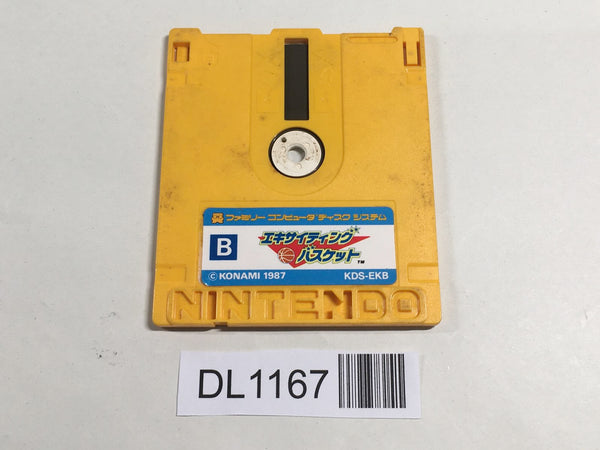 ファミリー コンピュータ ディスク システム
B
エキサイティング
バスケット™
© KONAMI 1987 KDS-EKB
NINTENDO
DL1167